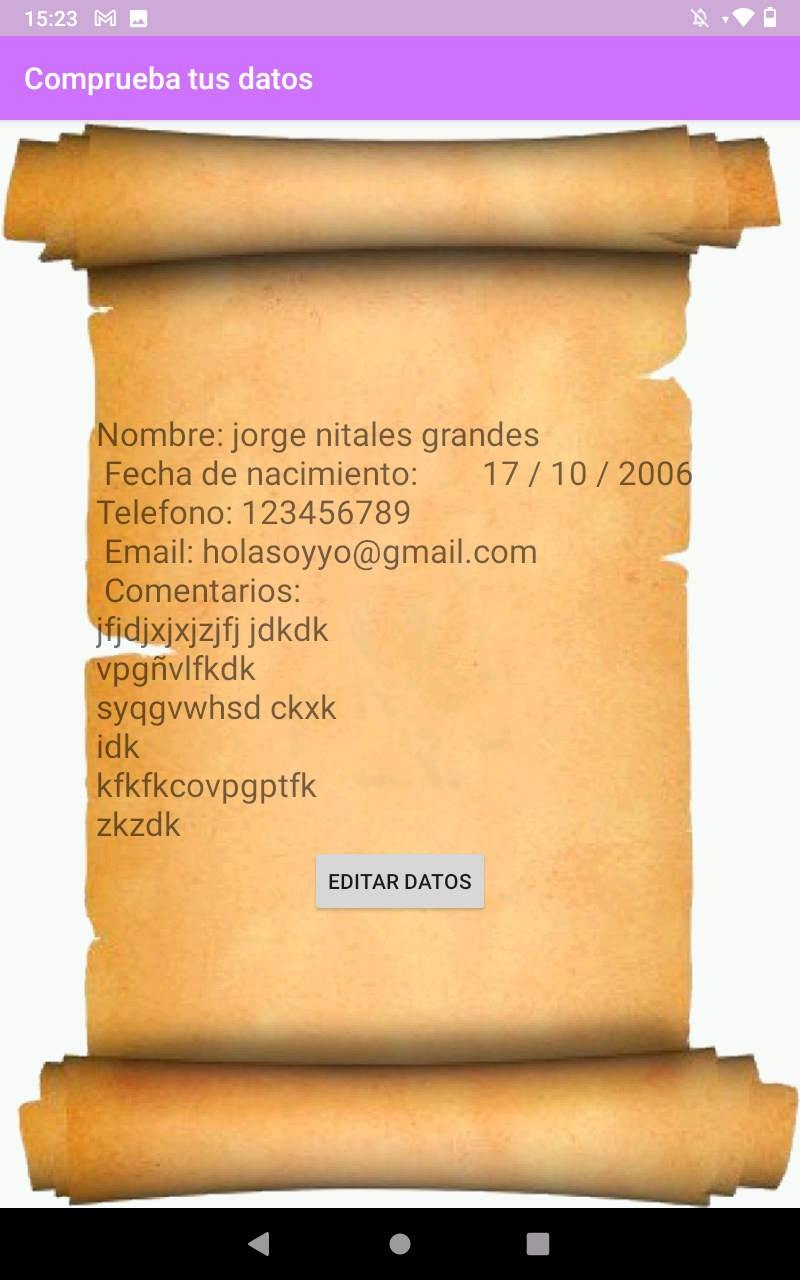 15:23
Comprueba tus datos
Nombre: jorge nitales grandes
Fecha de nacimiento: 17 / 10 / 2006
Telefono: 123456789
Email: holasoyyo@gmail.com
Comentarios:
jfjdjxjxjzjfj jdkdk
vpgñvlfkdk
syqgvwhsd ckxk
idk
kfkfkcovpgptfk
zkzdk
EDITAR DATOS